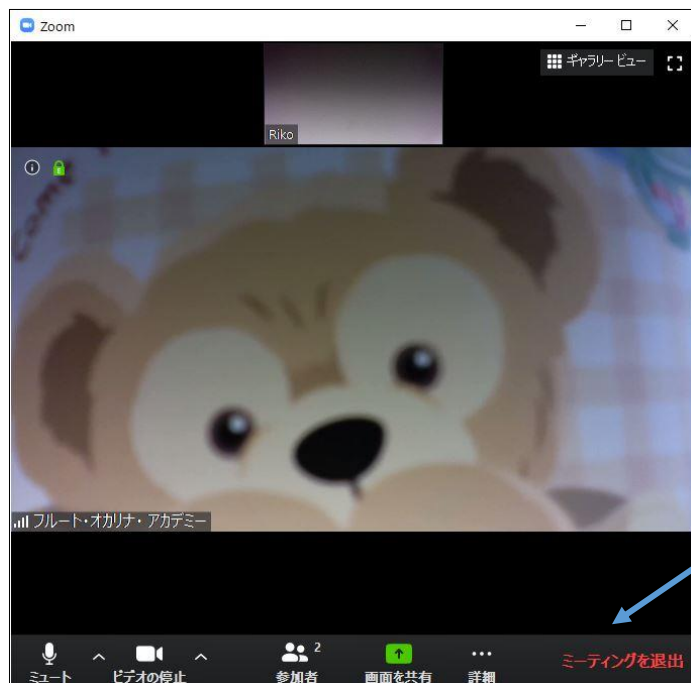 Zoom
ギャラリー ビュー
Riko
come
フルート・オカリナ・アカデミー
2
ミュート
ビデオの停止
参加者
画面を共有
詳細
ミーティングを退出